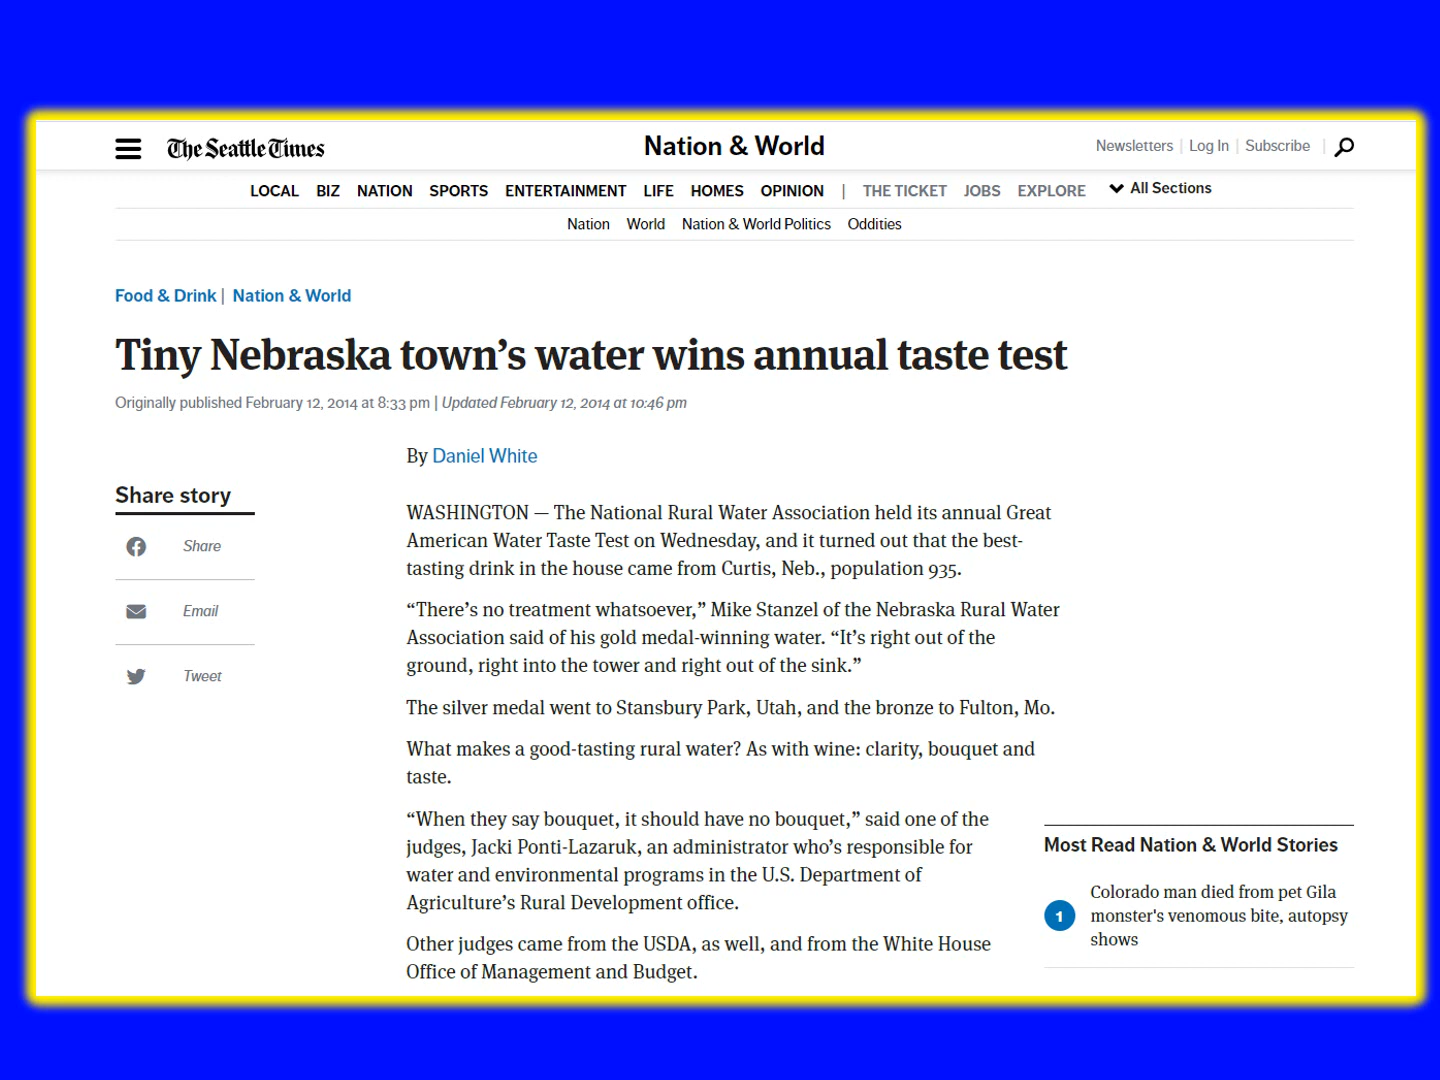 The Seattle Times
Nation & World
Newsletters | Log In | Subscribe |
LOCAL BIZ NATION SPORTS ENTERTAINMENT LIFE HOMES OPINION | THE TICKET JOBS EXPLORE All Sections
Nation World Nation & World Politics Oddities
Food & Drink | Nation & World
Tiny Nebraska town’s water wins annual taste test
Originally published February 12, 2014 at 8:33 pm | Updated February 12, 2014 at 10:46 pm
By Daniel White
Share story
Share
Email
Tweet
WASHINGTON — The National Rural Water Association held its annual Great
American Water Taste Test on Wednesday, and it turned out that the best-
tasting drink in the house came from Curtis, Neb., population 935.
“There’s no treatment whatsoever,” Mike Stanzel of the Nebraska Rural Water
Association said of his gold medal-winning water. “It’s right out of the
ground, right into the tower and right out of the sink.”
The silver medal went to Stansbury Park, Utah, and the bronze to Fulton, Mo.
What makes a good-tasting rural water? As with wine: clarity, bouquet and
taste.
“When they say bouquet, it should have no bouquet,” said one of the
judges, Jacki Ponti-Lazaruk, an administrator who’s responsible for
water and environmental programs in the U.S. Department of
Agriculture’s Rural Development office.
Other judges came from the USDA, as well, and from the White House
Office of Management and Budget.
Most Read Nation & World Stories
1
Colorado man died from pet Gila
monster's venomous bite, autopsy
shows